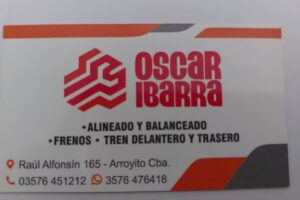 OSCAR
IBARRA
•ALINEADO Y BALANCEADO
•FRENOS • TREN DELANTERO Y TRASERO
Raúl Alfonsín 165 - Arroyito Cba.
03576 451212 3576 476418